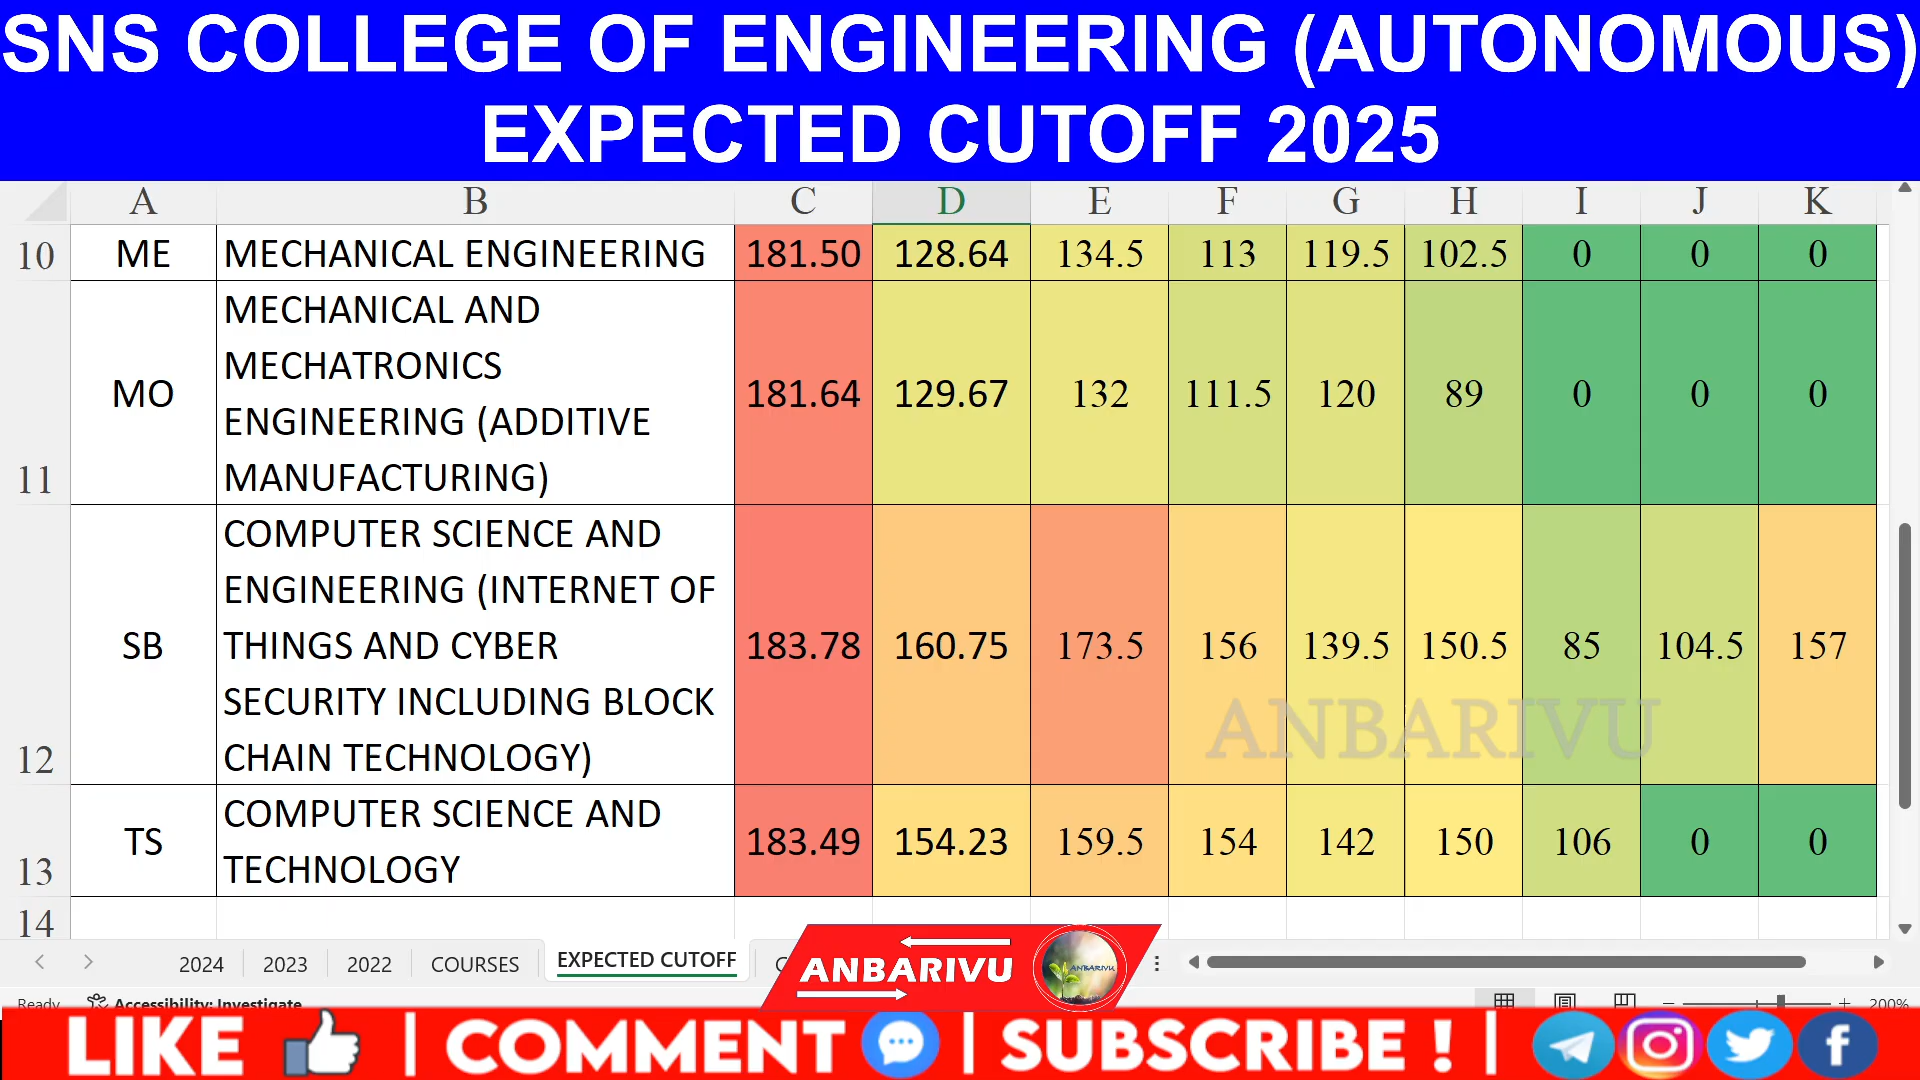 SNS COLLEGE OF ENGINEERING (AUTONOMOUS)
EXPECTED CUTOFF 2025
A B C D E F G H I J K
10 ME MECHANICAL ENGINEERING 181.50 128.64 134.5 113 119.5 102.5 0 0 0
MECHANICAL AND
MECHATRONICS
MO 181.64 129.67 132 111.5 120 89 0 0 0
ENGINEERING (ADDITIVE
11 MANUFACTURING)
COMPUTER SCIENCE AND
ENGINEERING (INTERNET OF
SB THINGS AND CYBER 183.78 160.75 173.5 156 139.5 150.5 85 104.5 157
SECURITY INCLUDING BLOCK
ANBARIVU
12 CHAIN TECHNOLOGY)
COMPUTER SCIENCE AND
TS 183.49 154.23 159.5 154 142 150 106 0 0
13 TECHNOLOGY
14
2024 2023 2022 COURSES EXPECTED CUTOFF
ANBARIVU
ANBARIVU
Ready Accessibility: Investigate 200%
LIKE | COMMENT | SUBSCRIBE ! |